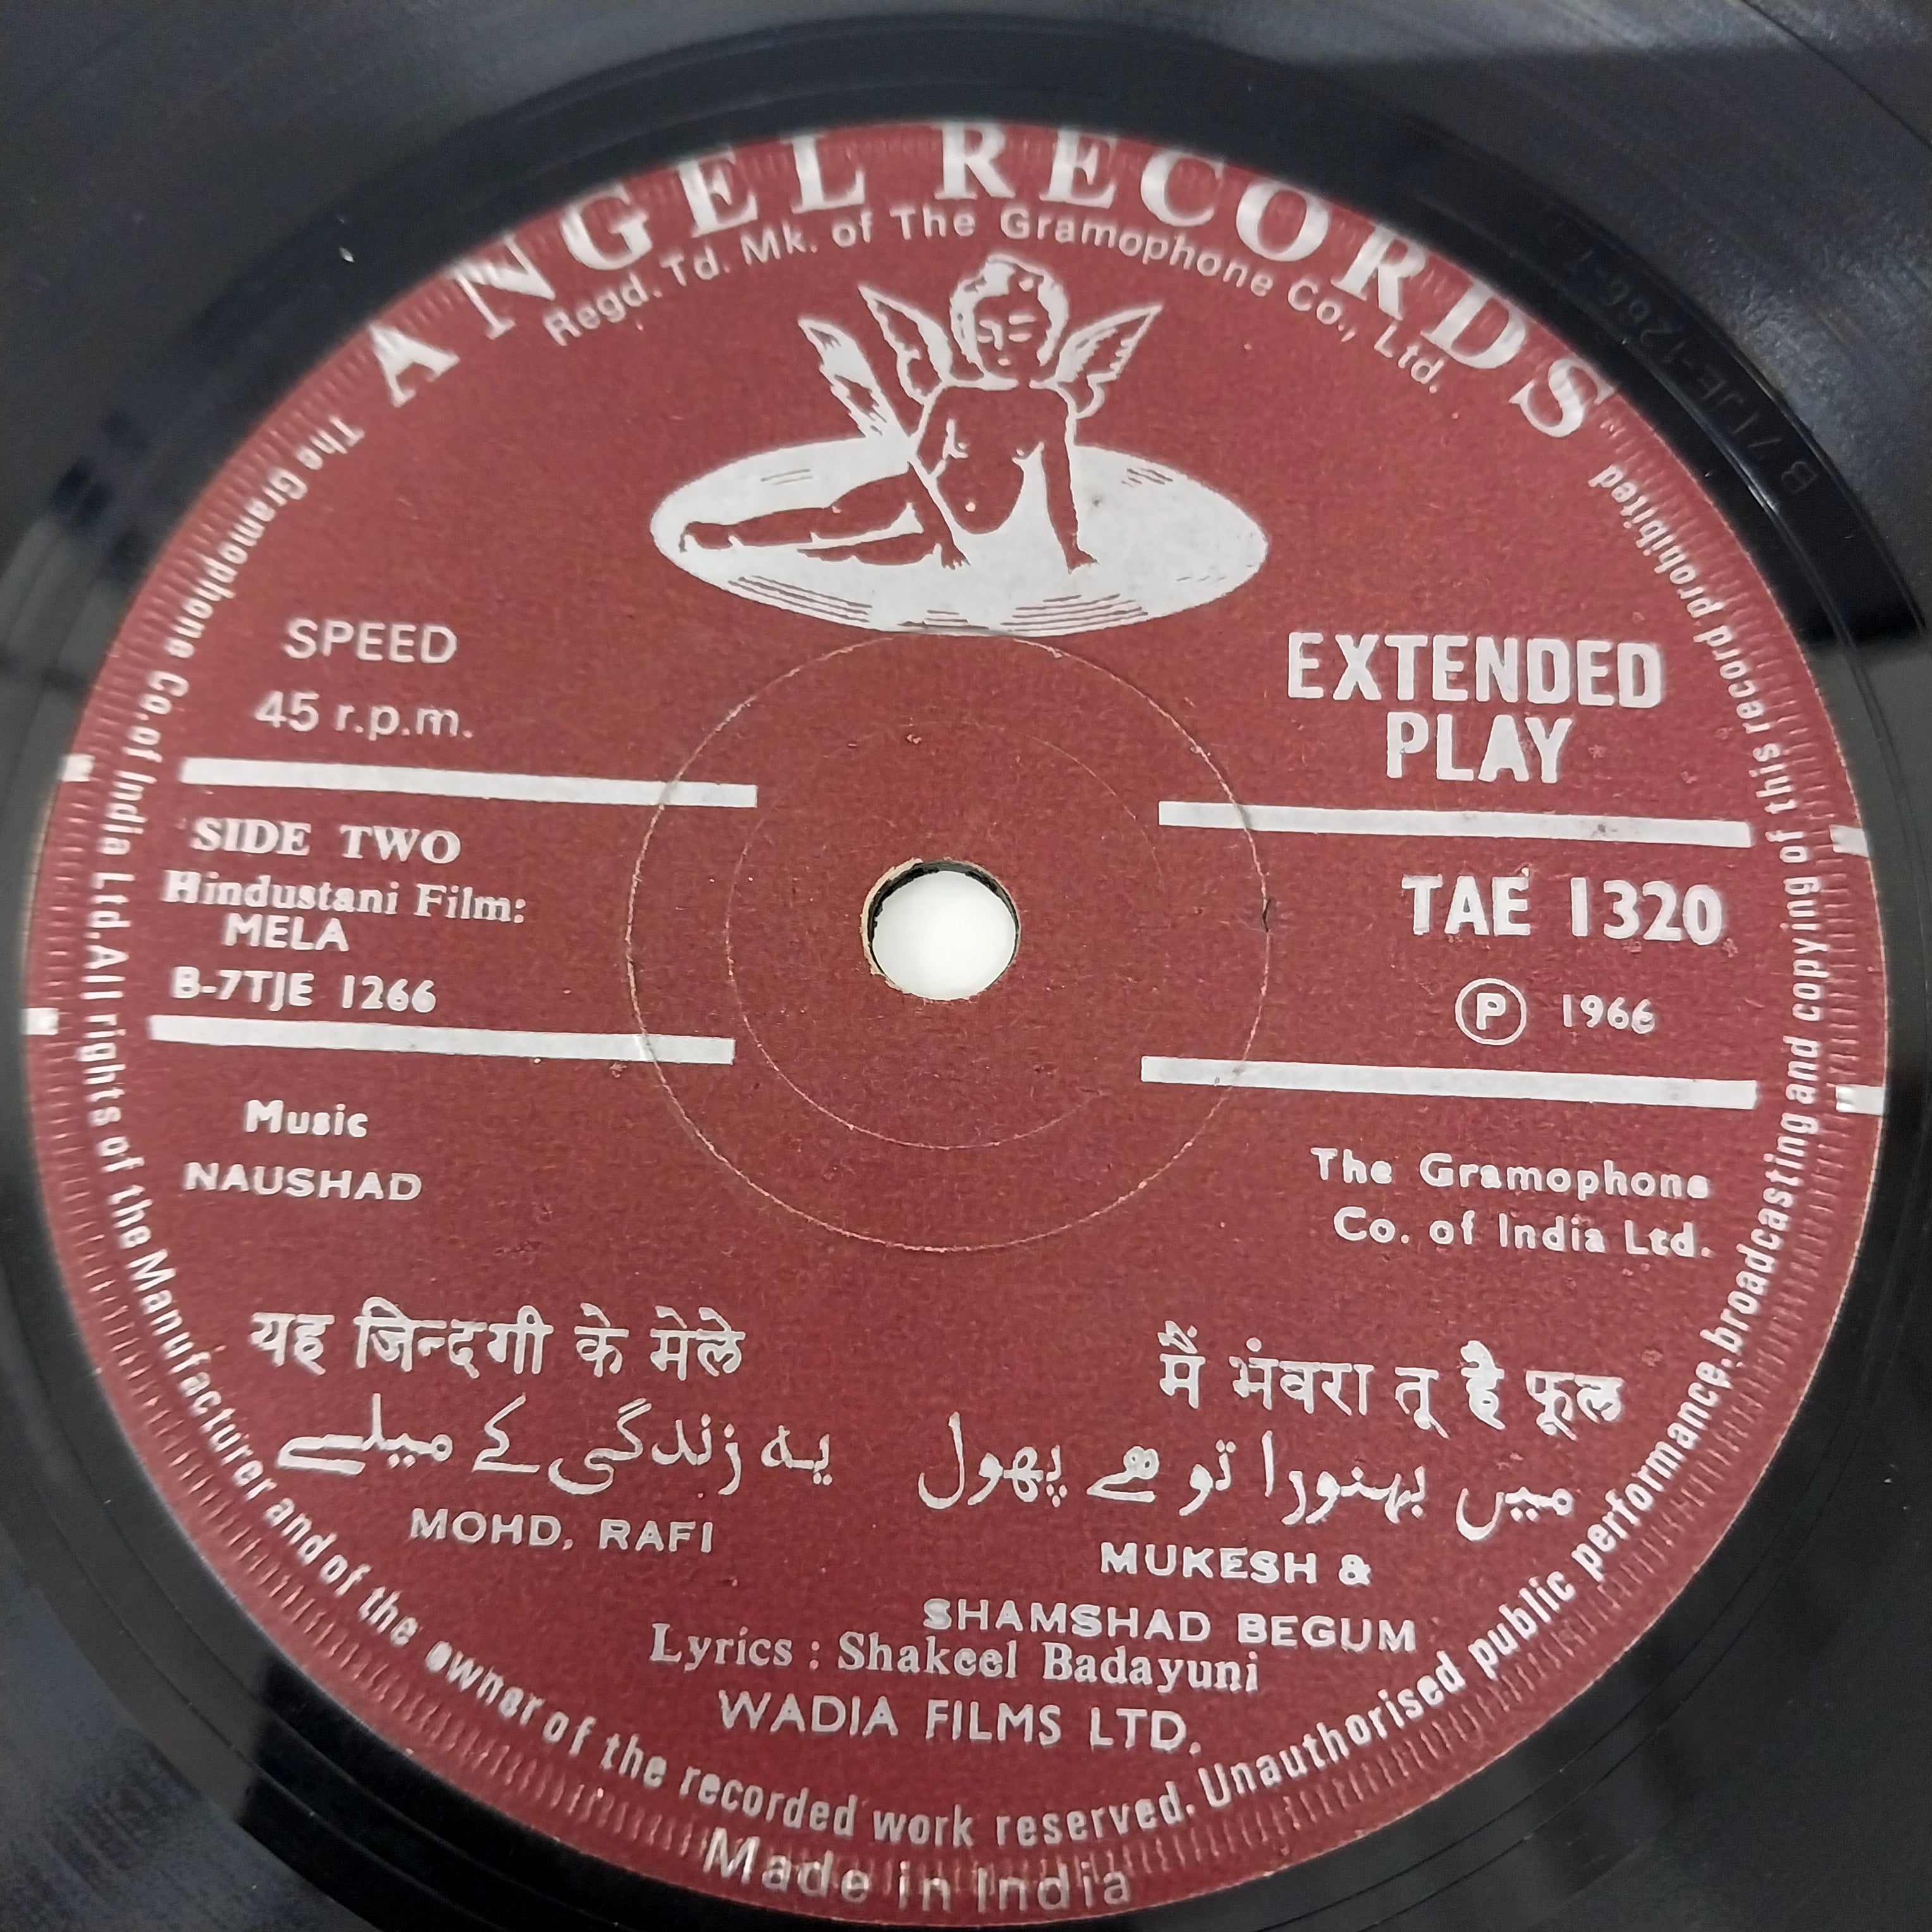 ANGEL RECORDS
Regd. Td. Mk. of The Gramophone Co., Ltd.
SPEED
45 r.p.m.
EXTENDED
PLAY
SIDE TWO
Hindustani Film:
MELA
B-7TJE 1266
TAE 1320
Ⓟ 1966
Music
NAUSHAD
The Gramophone
Co. of India Ltd.
यह जिन्दगी के मेले
یہ زندگی کے میلے
MOHD. RAFI
मैं भंवरा तू है फूल
میں بھنورا تو ھے پھول
MUKESH &
SHAMSHAD BEGUM
Lyrics : Shakeel Badayuni
WADIA FILMS LTD.
The Gramophone Co. of India Ltd. All rights of the Manufacturer and of the owner of the recorded work reserved. Unauthorised public performance, broadcasting and copying of this record prohibited
Made in India